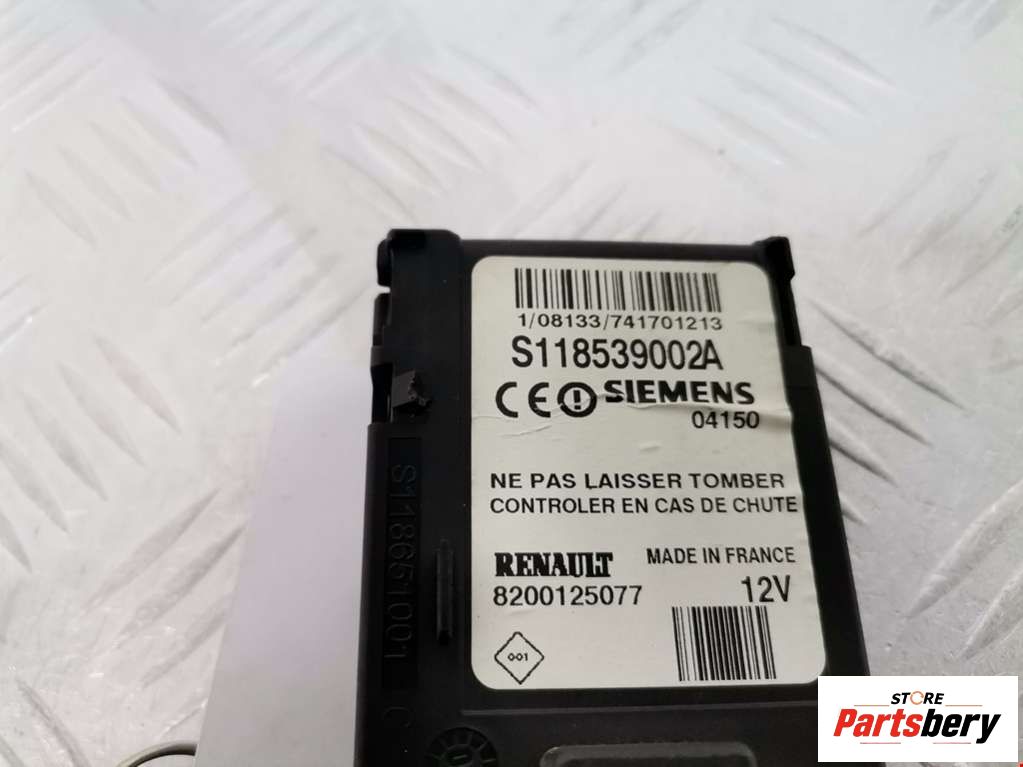 1/08133/741701213
S118539002A
CE SIEMENS
04150
NE PAS LAISSER TOMBER
CONTROLER EN CAS DE CHUTE
RENAULT MADE IN FRANCE
8200125077 12V
001
S118651001 C
STORE
Partsbery